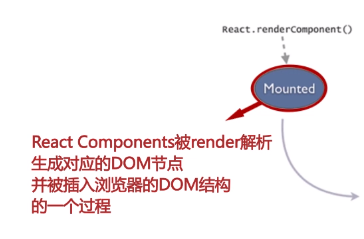 React.renderComponent()
Mounted
React Components被render解析
生成对应的DOM节点
并被插入浏览器的DOM结构
的一个过程